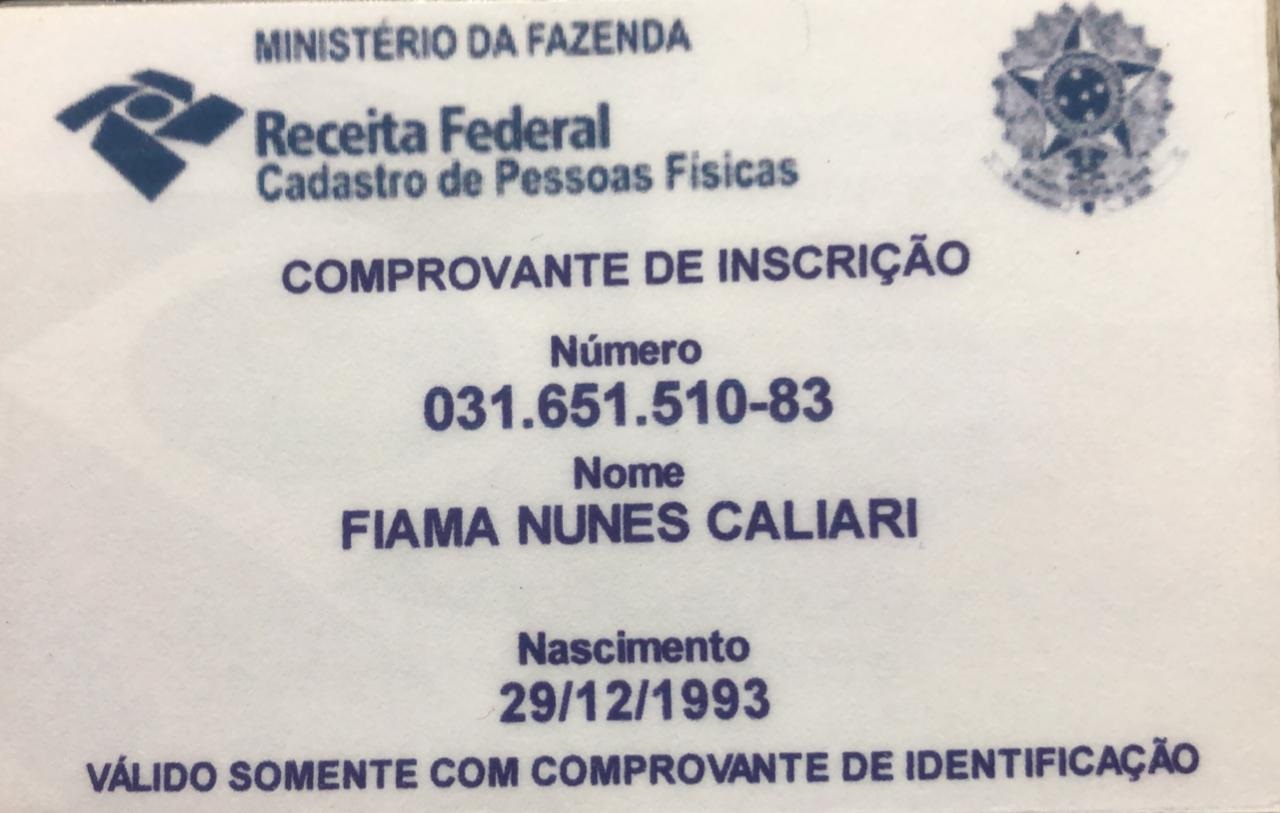 MINISTÉRIO DA FAZENDA
Receita Federal
Cadastro de Pessoas Físicas
COMPROVANTE DE INSCRIÇÃO
Número
031.651.510-83
Nome
FIAMA NUNES CALIARI
Nascimento
29/12/1993
VÁLIDO SOMENTE COM COMPROVANTE DE IDENTIFICAÇÃO